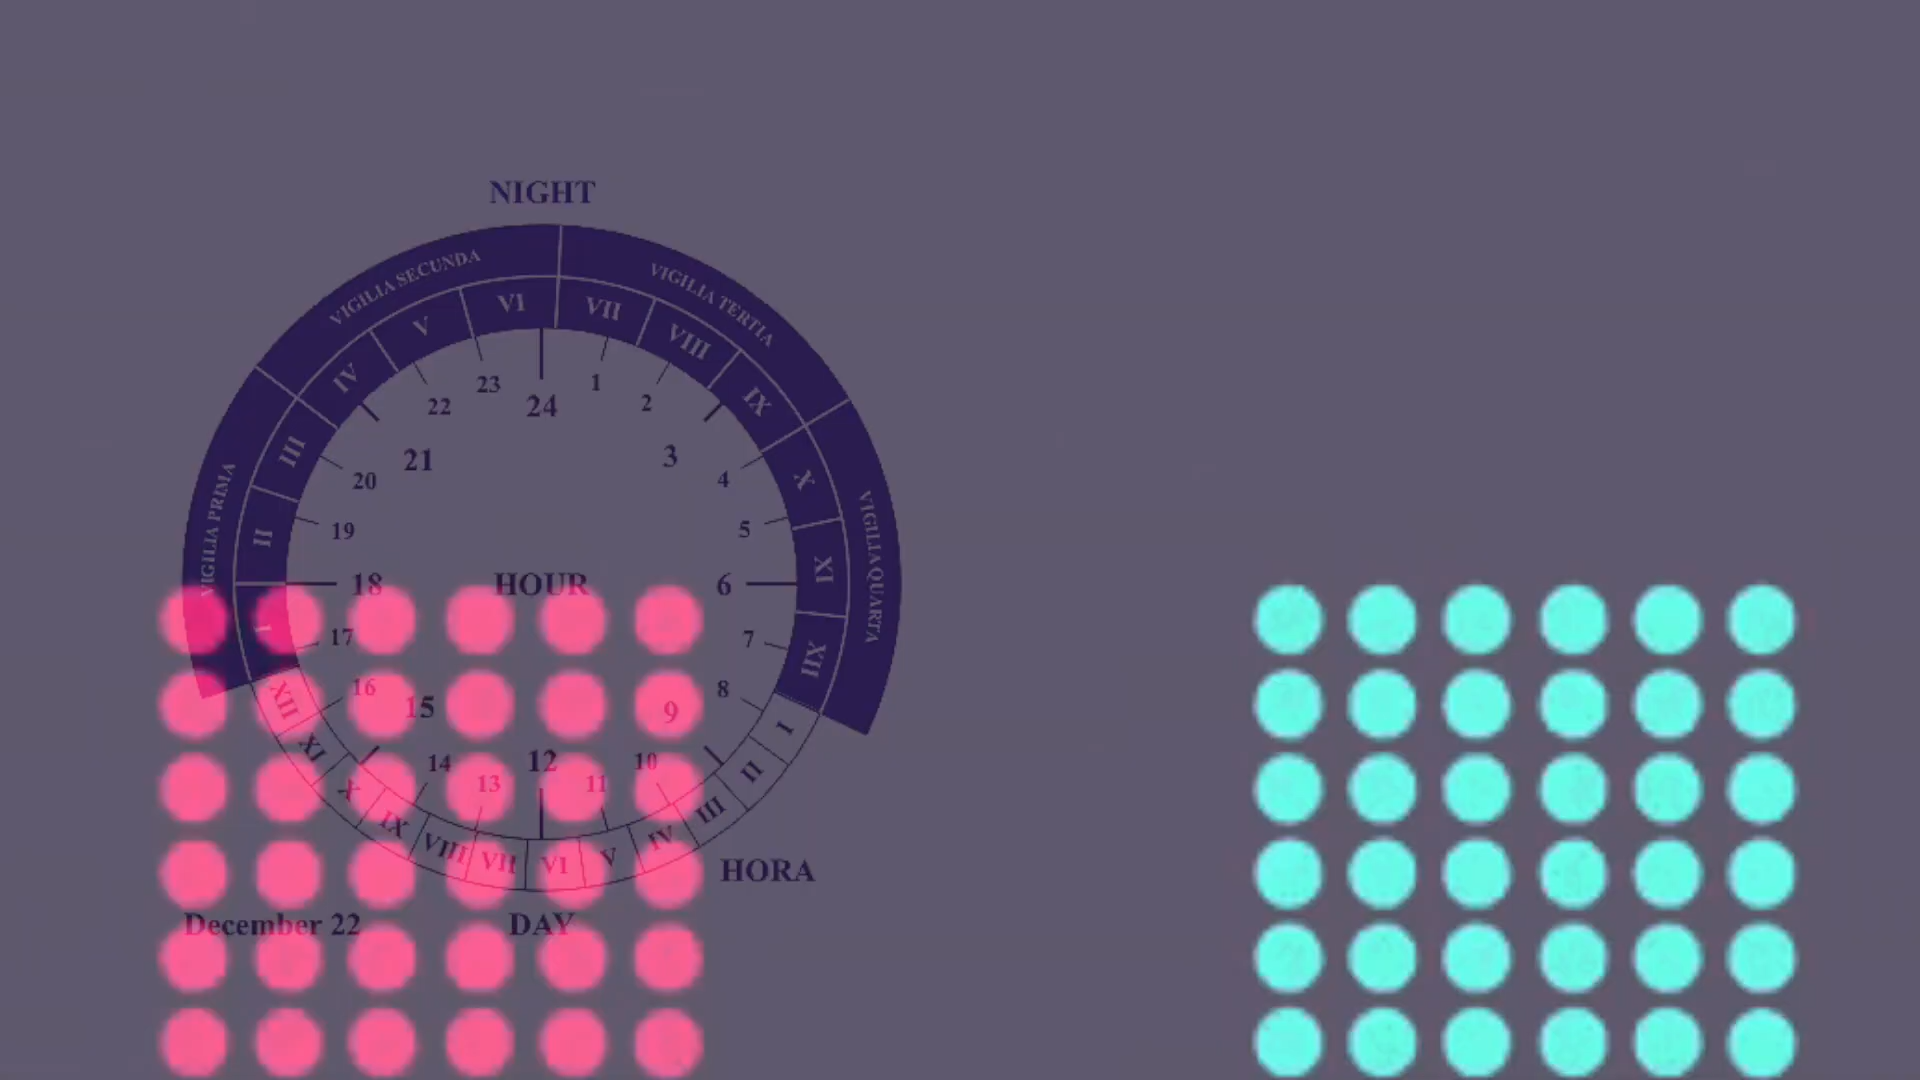 NIGHT
VIGILIA PRIMA
VIGILIA SECUNDA
VIGILIA TERTIA
VIGILIA QUARTA
I
II
III
IV
V
VI
VII
VIII
IX
X
XI
XII
24
1
2
3
4
5
6
7
8
9
10
11
12
13
14
15
16
17
18
19
20
21
22
23
HOUR
I
II
III
IV
V
VI
VII
VIII
IX
X
XI
XII
HORA
December 22
DAY